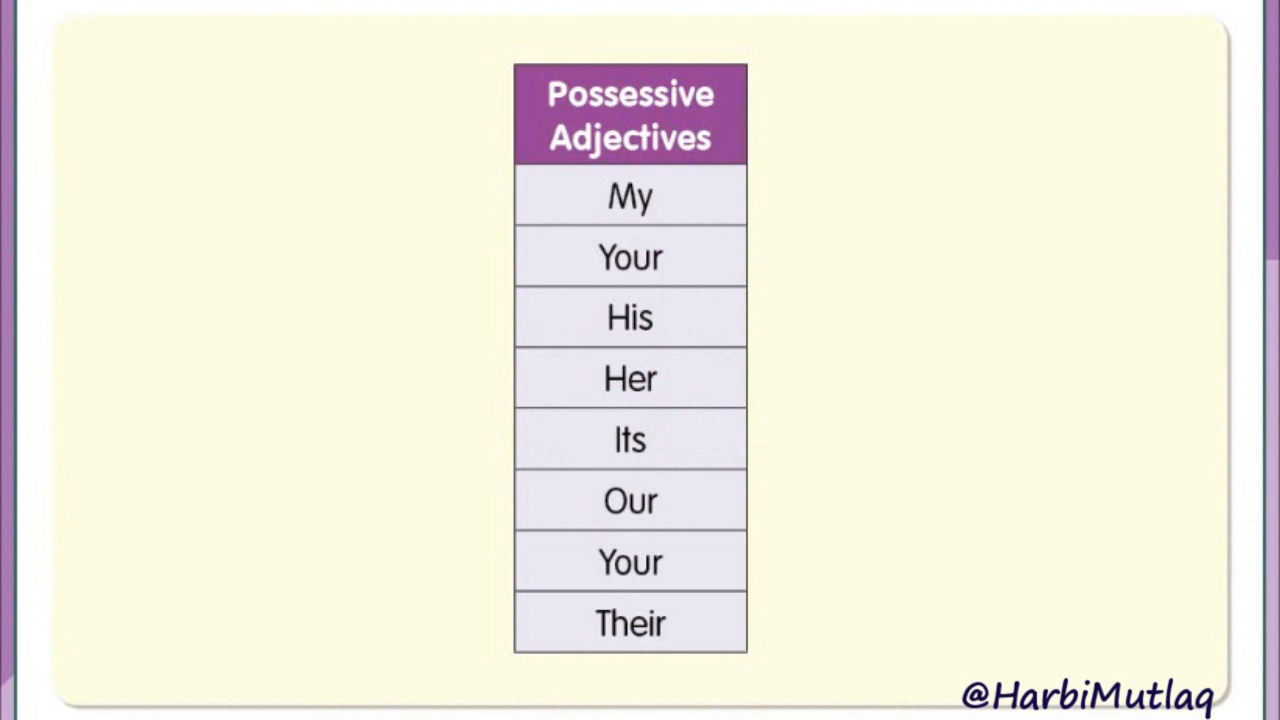 Possessive
Adjectives
My
Your
His
Her
Its
Our
Your
Their
@HarbiMutlaq